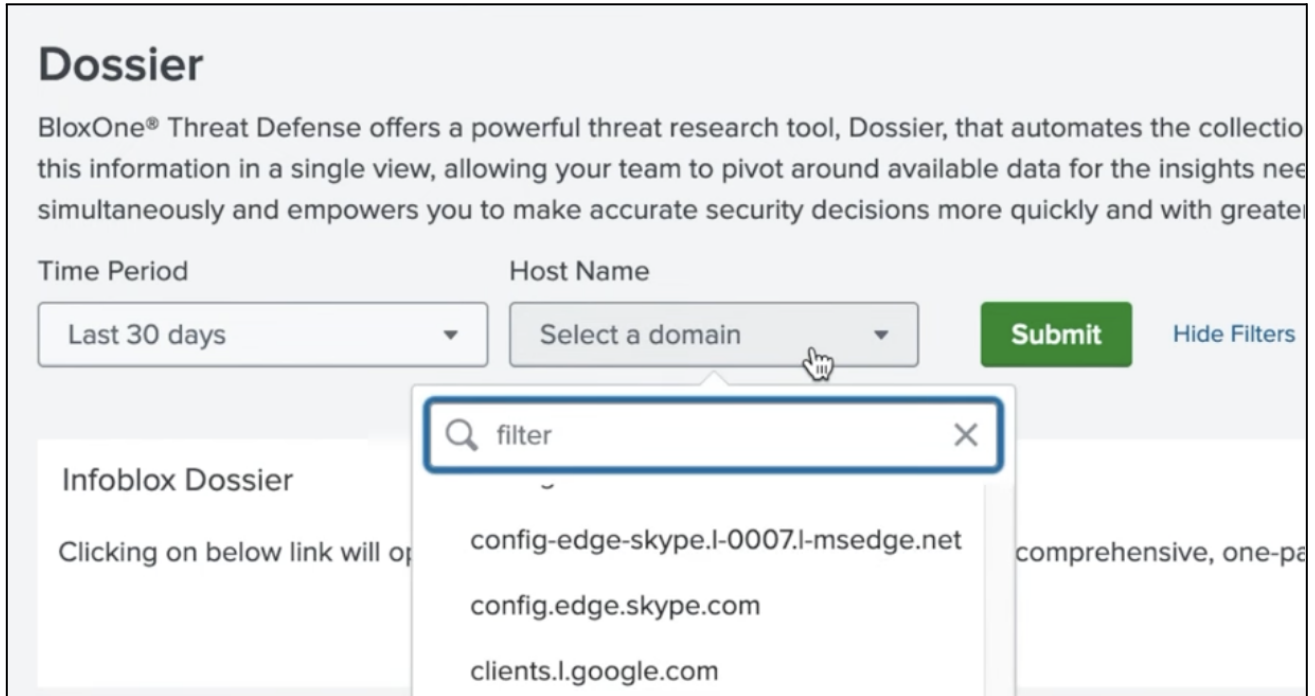 Dossier
BloxOne® Threat Defense offers a powerful threat research tool, Dossier, that automates the collectio
this information in a single view, allowing your team to pivot around available data for the insights nee
simultaneously and empowers you to make accurate security decisions more quickly and with greater
Time Period Host Name
Last 30 days Select a domain Submit Hide Filters
filter
Infoblox Dossier
config-edge-skype.l-0007.l-msedge.net
Clicking on below link will op comprehensive, one-pa
config.edge.skype.com
clients.l.google.com